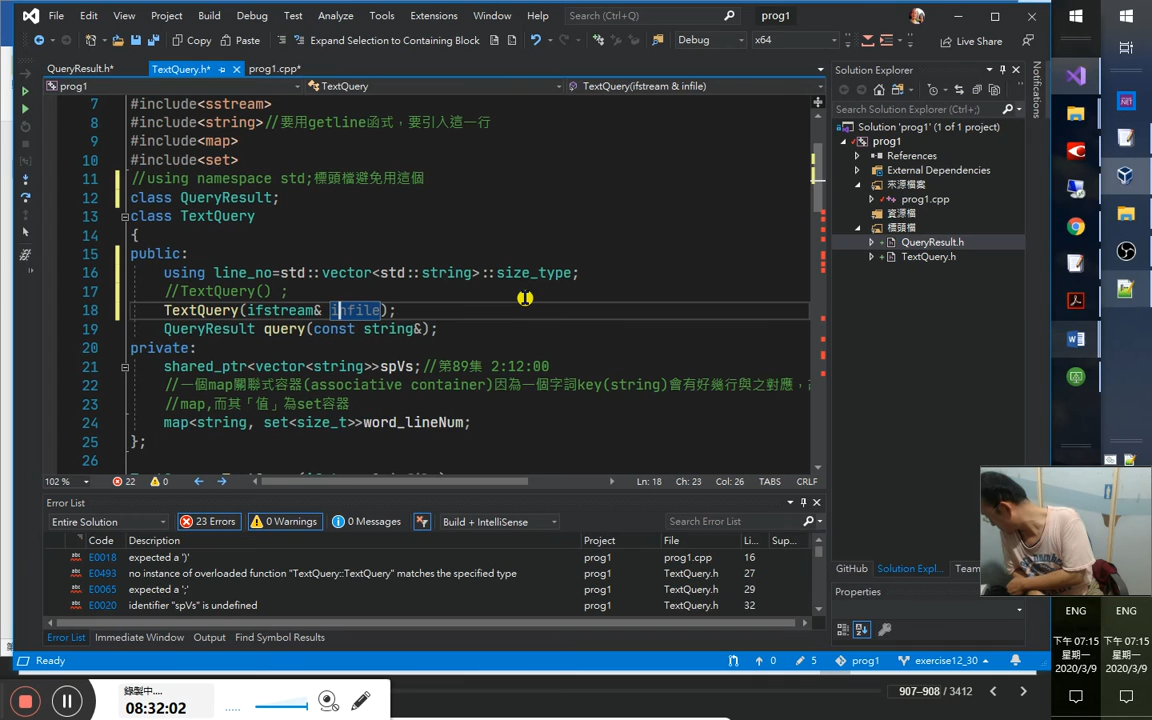 File Edit View Project Build Debug Test Analyze Tools Extensions Window Help Search (Ctrl+Q) prog1
Copy Paste Expand Selection to Containing Block Debug x64 Live Share
QueryResult.h* TextQuery.h* prog1.cpp*
prog1 TextQuery TextQuery(ifstream & infile)
7 #include<sstream>
8 #include<string>//要用getline函式，要引入這一行
9 #include<map>
10 #include<set>
11 //using namespace std;標頭檔避免用這個
12 class QueryResult;
13 class TextQuery
14 {
15 public:
16 using line_no=std::vector<std::string>::size_type;
17 //TextQuery() ;
18 TextQuery(ifstream& infile);
19 QueryResult query(const string&);
20 private:
21 shared_ptr<vector<string>>spVs;//第89集 2:12:00
22 //一個map關聯式容器(associative container)因為一個字詞key(string)會有好幾行與之對應，
23 //map,而其「值」為set容器
24 map<string, set<size_t>>word_lineNum;
25 };
26
102 % 22 0 Ln: 18 Ch: 23 Col: 26 TABS CRLF
Error List
Entire Solution 23 Errors 0 Warnings 0 Messages Build + IntelliSense Search Error List
Code Description Project File Li... Sup...
E0018 expected a ')' prog1 prog1.cpp 16
E0493 no instance of overloaded function "TextQuery::TextQuery" matches the specified type prog1 TextQuery.h 27
E0065 expected a ';' prog1 TextQuery.h 29
E0020 identifier "spVs" is undefined prog1 TextQuery.h 32
Error List Immediate Window Output Find Symbol Results
Ready 0 5 prog1 exercise12_30
Solution Explorer
Search Solution Explorer (Ctrl+;)
Solution 'prog1' (1 of 1 project)
prog1
References
External Dependencies
來源檔案
prog1.cpp
資源檔
標頭檔
QueryResult.h
TextQuery.h
GitHub Solution Expl... Team
Properties
Notifications
.NET
ENG ENG
下午 07:15 下午 07:15
星期一 星期一
2020/3/9 2020/3/9
錄製中....
08:32:02
907–908 / 3412